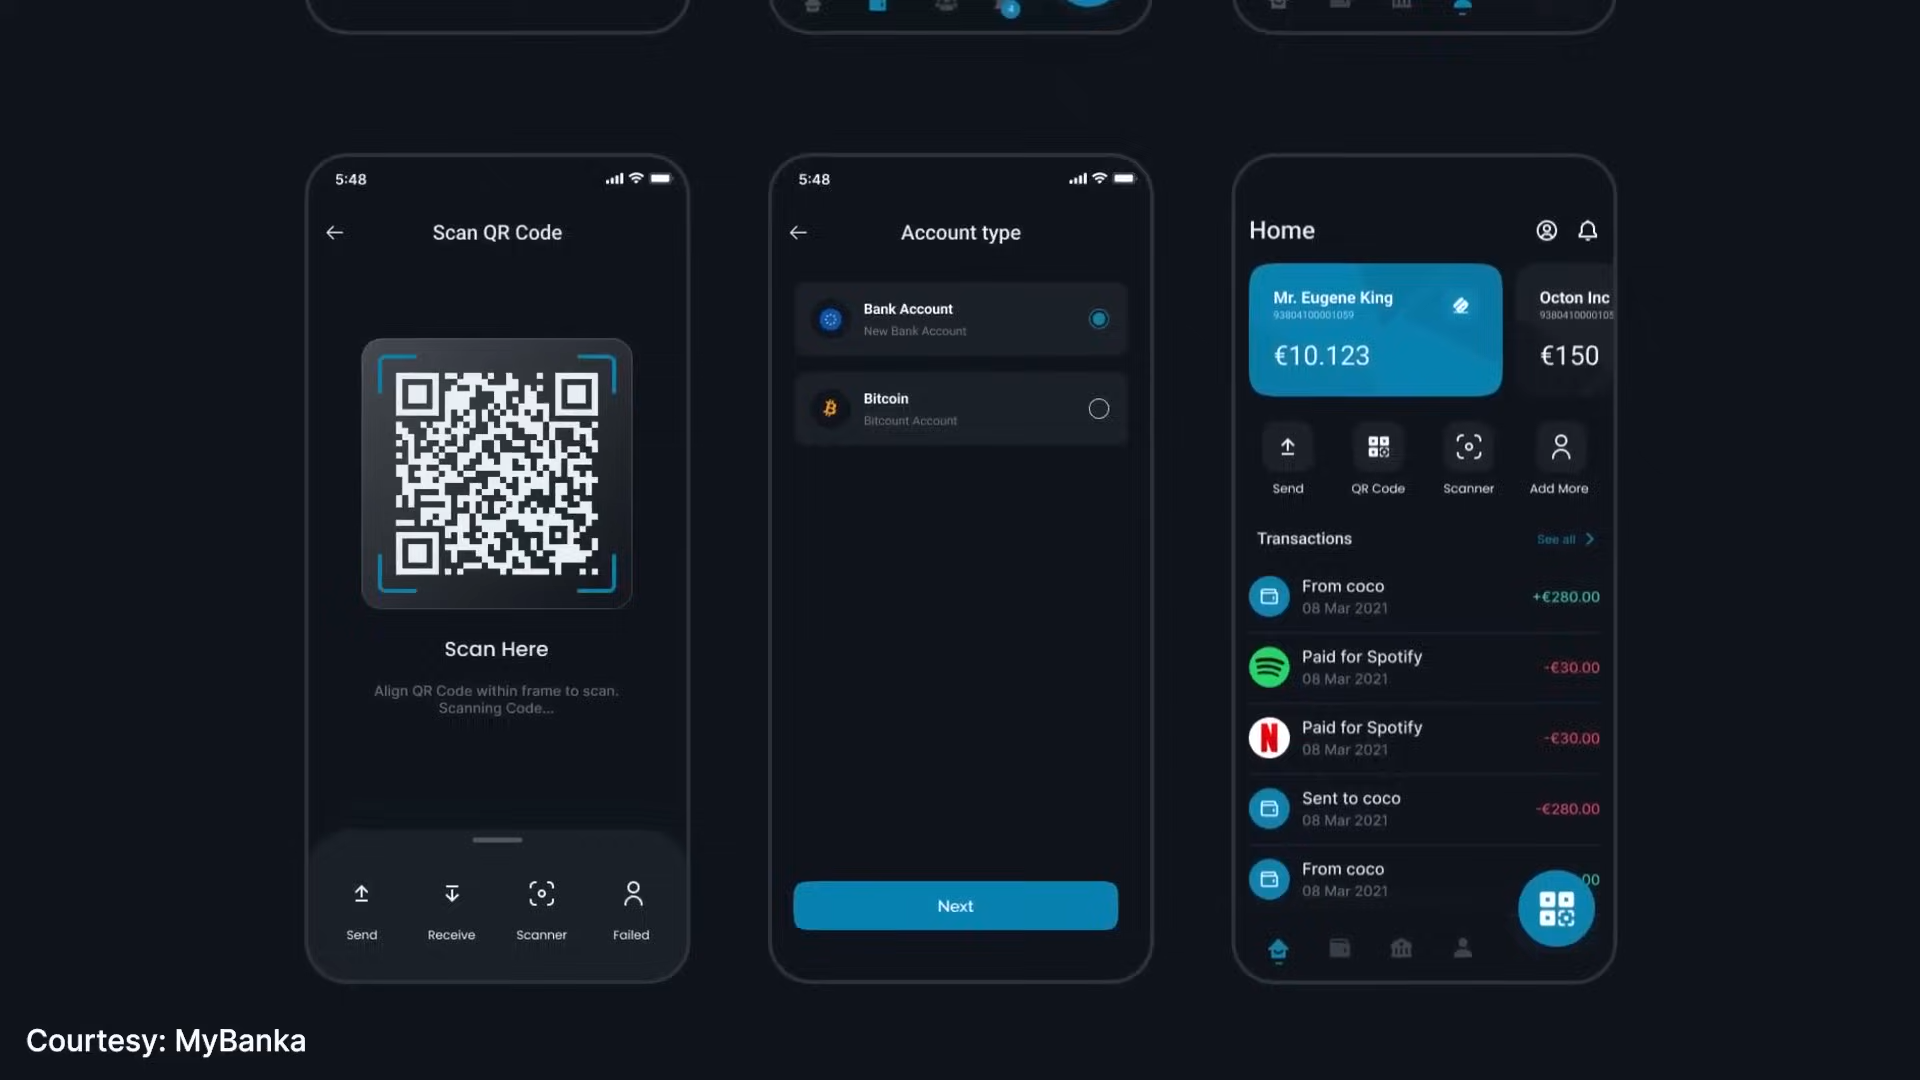 4
5:48
Scan QR Code
Scan Here
Align QR Code within frame to scan.
Scanning Code...
Send
Receive
Scanner
Failed
5:48
Account type
Bank Account
New Bank Account
Bitcoin
Bitcount Account
Next
Home
Mr. Eugene King
93804100001059
€10.123
Octon Inc
9380410000105
€150
Send
QR Code
Scanner
Add More
Transactions
See all
From coco
08 Mar 2021
+€280.00
Paid for Spotify
08 Mar 2021
-€30.00
N
Paid for Spotify
08 Mar 2021
-€30.00
Sent to coco
08 Mar 2021
-€280.00
From coco
08 Mar 2021
00
Courtesy: MyBanka